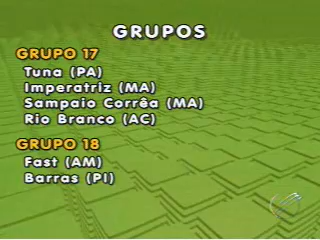 GRUPOS
GRUPO 17
Tuna (PA)
Imperatriz (MA)
Sampaio Corrêa (MA)
Rio Branco (AC)
GRUPO 18
Fast (AM)
Barras (PI)